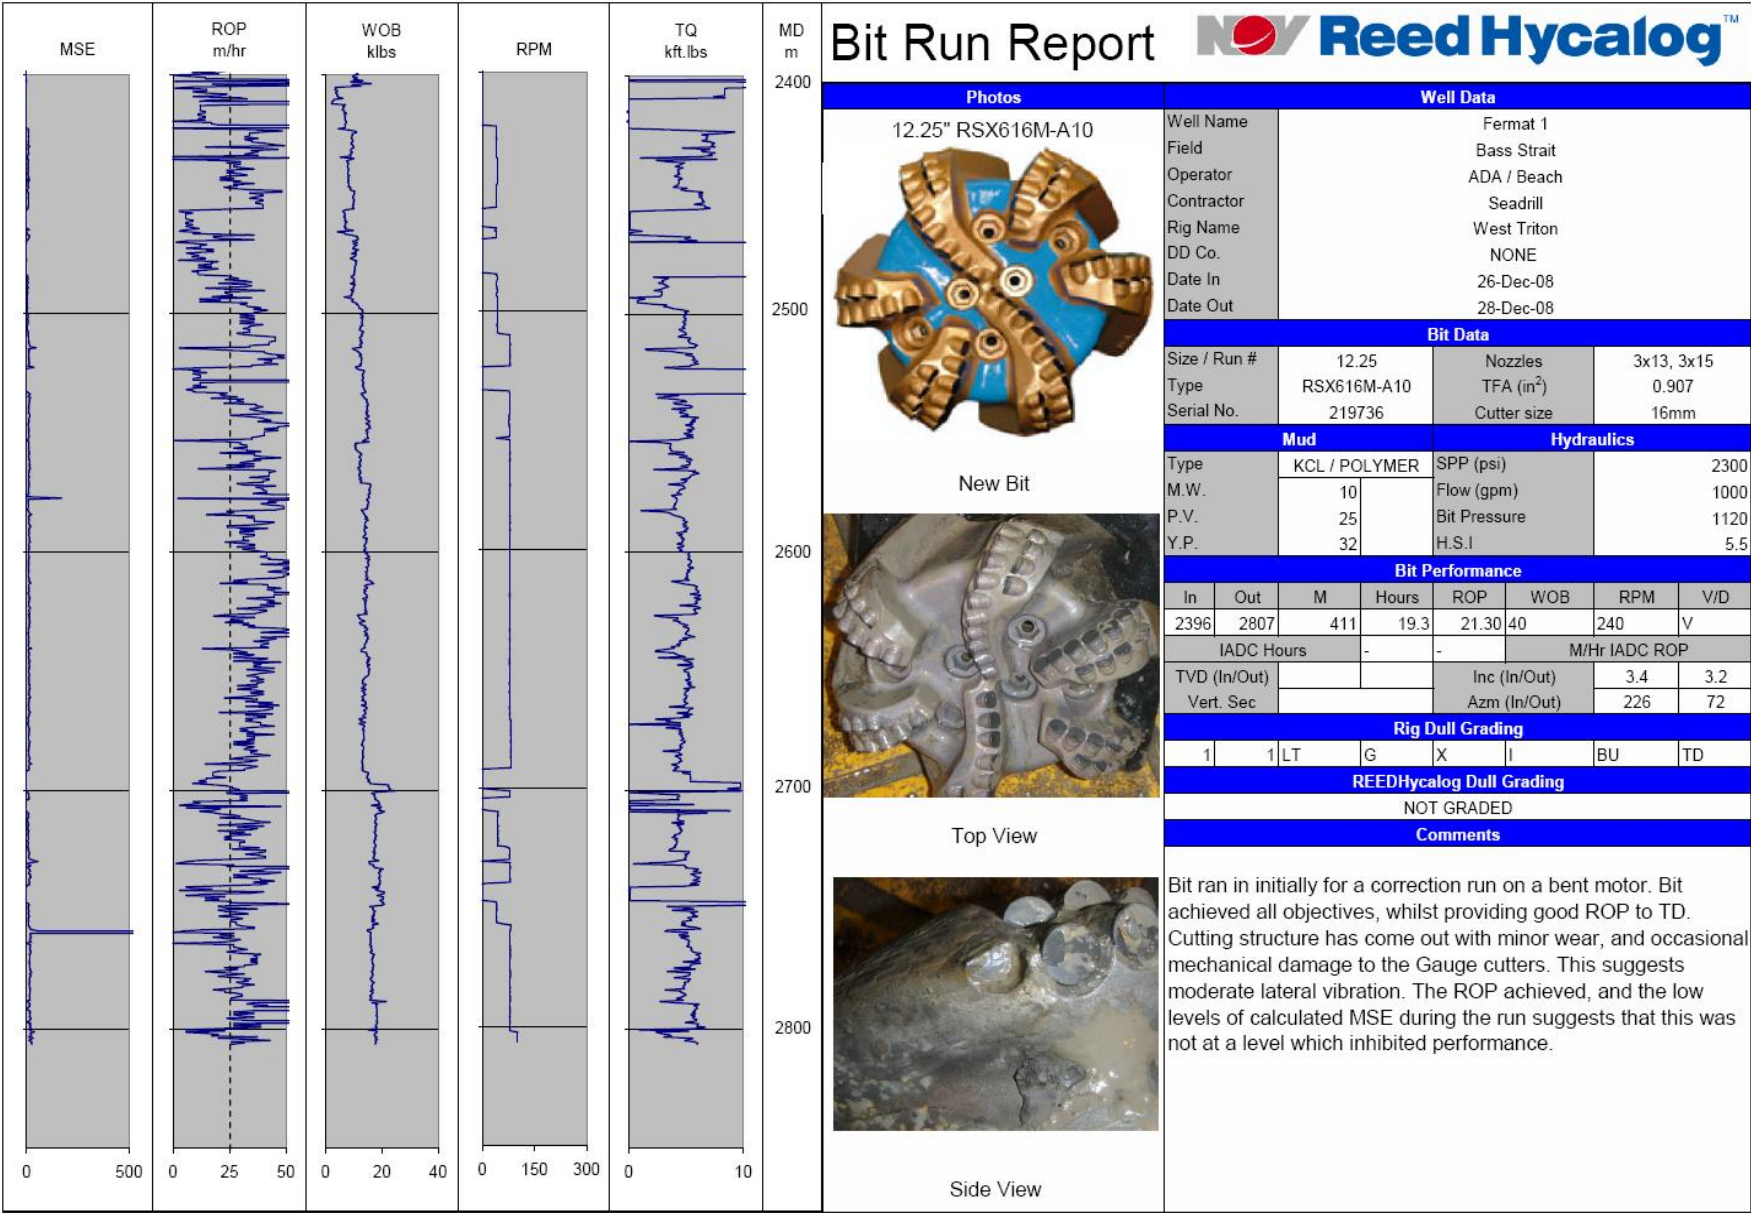 MSE
ROP
m/hr
WOB
klbs
RPM
TQ
kft.lbs
MD
m
2400
2500
2600
2700
2800
0 500
0 25 50
0 20 40
0 150 300
0 10
Bit Run Report
NOV ReedHycalog™
Photos
12.25" RSX616M-A10
New Bit
Top View
Side View
Well Data
Well Name Fermat 1
Field Bass Strait
Operator ADA / Beach
Contractor Seadrill
Rig Name West Triton
DD Co. NONE
Date In 26-Dec-08
Date Out 28-Dec-08
Bit Data
Size / Run # 12.25 Nozzles 3x13, 3x15
Type RSX616M-A10 TFA (in²) 0.907
Serial No. 219736 Cutter size 16mm
Mud Hydraulics
Type KCL / POLYMER SPP (psi) 2300
M.W. 10 Flow (gpm) 1000
P.V. 25 Bit Pressure 1120
Y.P. 32 H.S.I 5.5
Bit Performance
In Out M Hours ROP WOB RPM V/D
2396 2807 411 19.3 21.30 40 240 V
IADC Hours - - M/Hr IADC ROP
TVD (In/Out) Inc (In/Out) 3.4 3.2
Vert. Sec Azm (In/Out) 226 72
Rig Dull Grading
1 1 LT G X I BU TD
REEDHycalog Dull Grading
NOT GRADED
Comments
Bit ran in initially for a correction run on a bent motor. Bit
achieved all objectives, whilst providing good ROP to TD.
Cutting structure has come out with minor wear, and occasional
mechanical damage to the Gauge cutters. This suggests
moderate lateral vibration. The ROP achieved, and the low
levels of calculated MSE during the run suggests that this was
not at a level which inhibited performance.